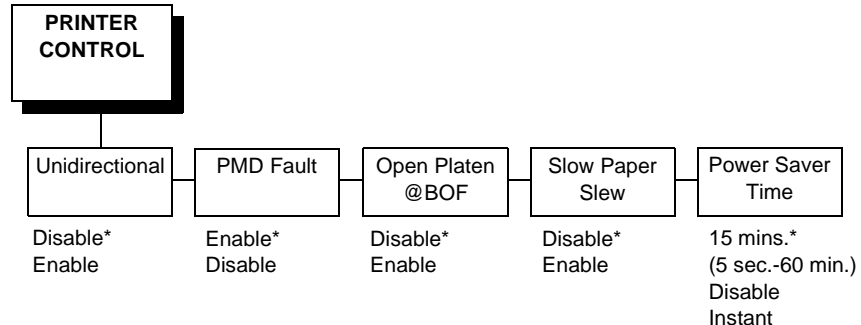 PRINTER
CONTROL
Unidirectional
PMD Fault
Open Platen
@BOF
Slow Paper
Slew
Power Saver
Time
Disable*
Enable
Enable*
Disable
Disable*
Enable
Disable*
Enable
15 mins.*
(5 sec.-60 min.)
Disable
Instant